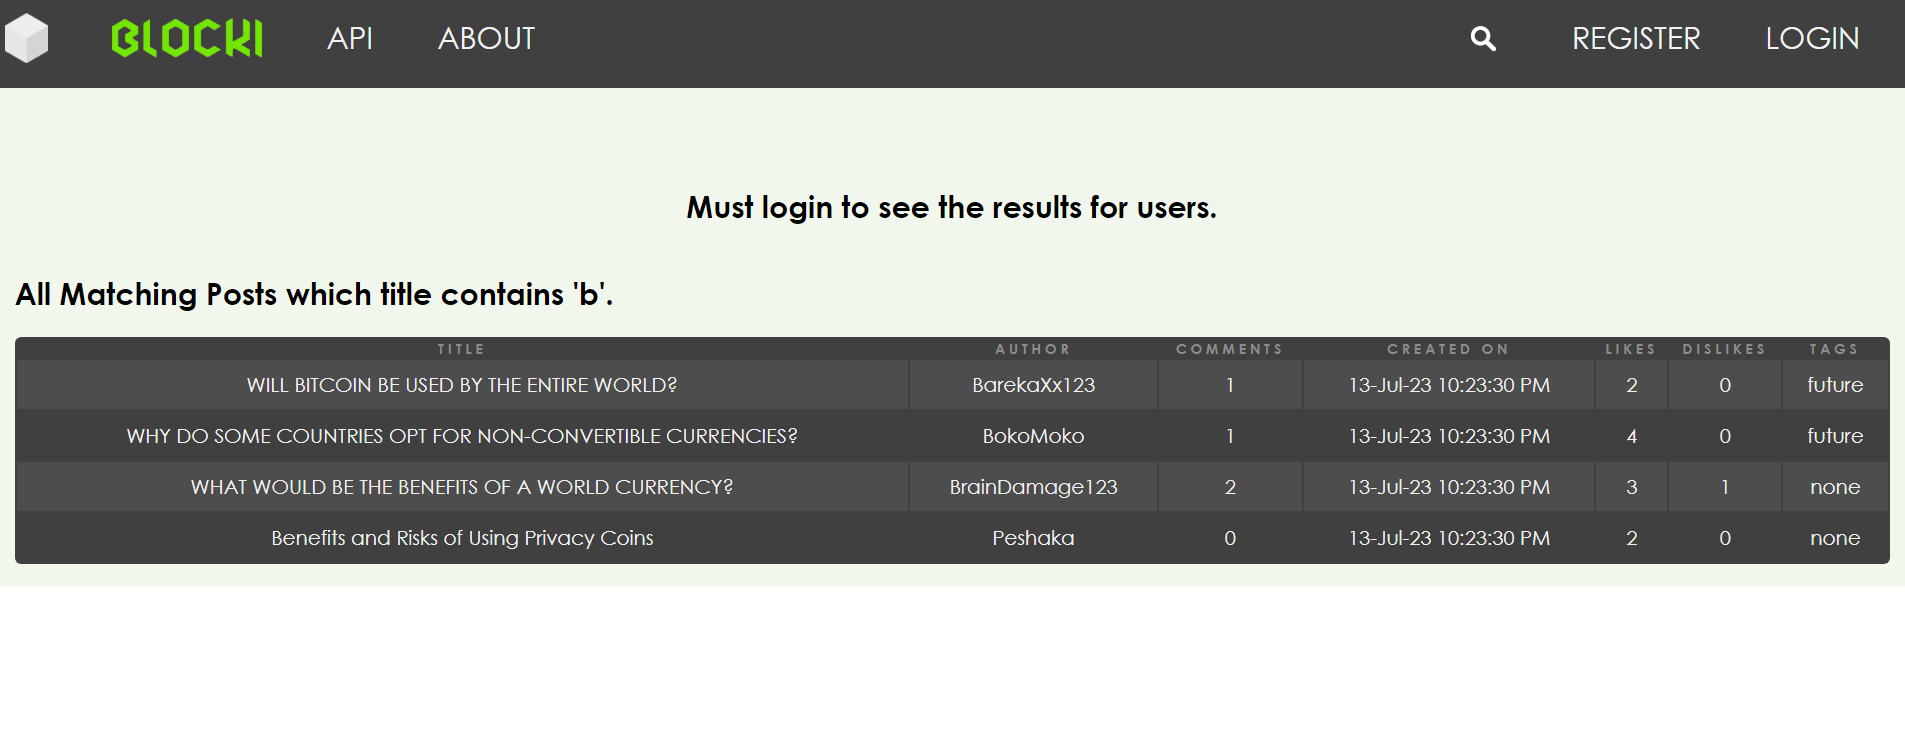 BLOCKI API ABOUT REGISTER LOGIN
Must login to see the results for users.
All Matching Posts which title contains 'b'.
TITLE AUTHOR COMMENTS CREATED ON LIKES DISLIKES TAGS
WILL BITCOIN BE USED BY THE ENTIRE WORLD? BarekaXx123 1 13-Jul-23 10:23:30 PM 2 0 future
WHY DO SOME COUNTRIES OPT FOR NON-CONVERTIBLE CURRENCIES? BokoMoko 1 13-Jul-23 10:23:30 PM 4 0 future
WHAT WOULD BE THE BENEFITS OF A WORLD CURRENCY? BrainDamage123 2 13-Jul-23 10:23:30 PM 3 1 none
Benefits and Risks of Using Privacy Coins Peshaka 0 13-Jul-23 10:23:30 PM 2 0 none